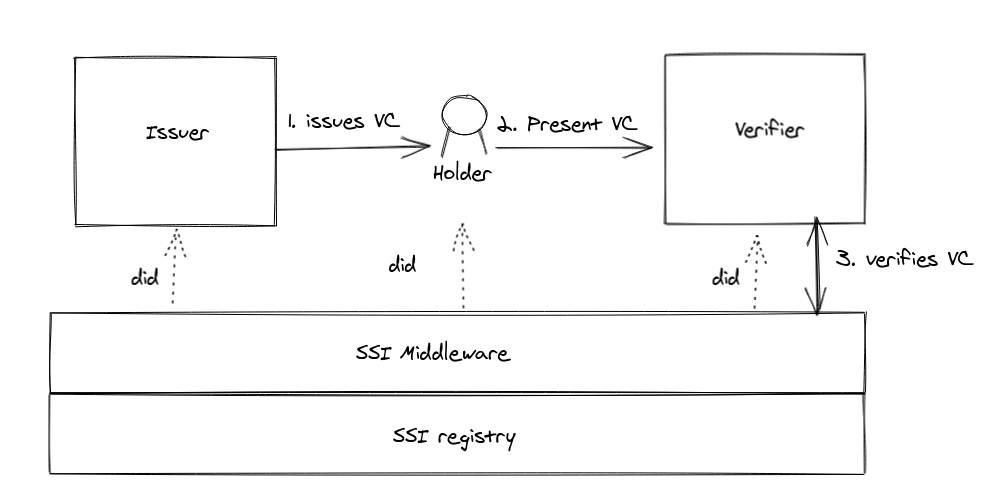 Issuer
1. issues VC
Holder
2. Present VC
Verifier
did
did
did
3. verifies VC
SSI Middleware
SSI registry